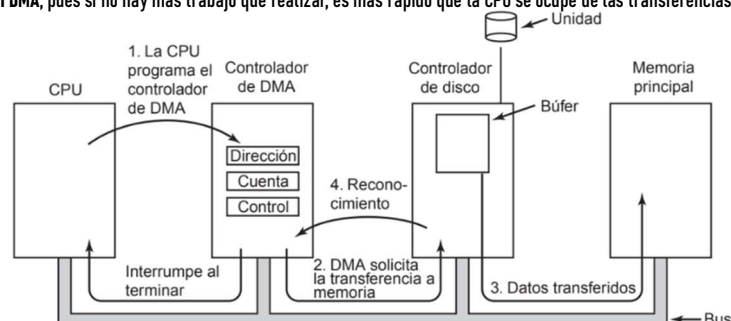 DMA, pues si no hay más trabajo que realizar, es más rápido que la CPU se ocupe de las transferencias
Unidad
1. La CPU
programa el
controlador
de DMA
Controlador
de DMA
Controlador
de disco
Memoria
principal
CPU
Búfer
Dirección
Cuenta
Control
4. Recono-
cimiento
Interrumpe al
terminar
2. DMA solicita
la transferencia a
memoria
3. Datos transferidos
Bus